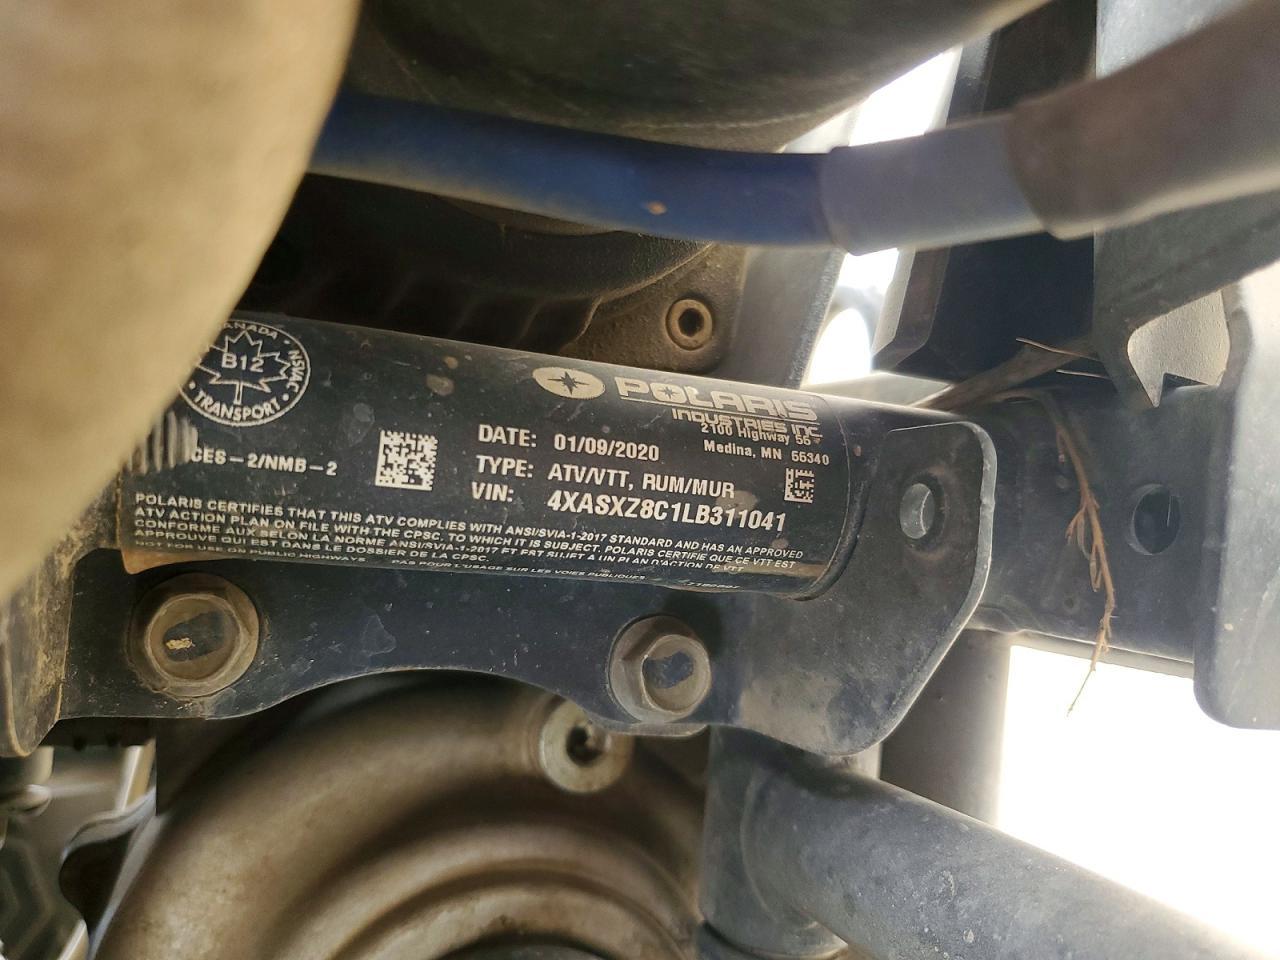 CANADA
B12
NSVAC
TRANSPORT
CES-2/NMB-2
POLARIS
INDUSTRIES INC.
2100 Highway 55
Medina, MN 55340
DATE: 01/09/2020
TYPE: ATV/VTT, RUM/MUR
VIN: 4XASXZ8C1LB311041
POLARIS CERTIFIES THAT THIS ATV COMPLIES WITH ANSI/SVIA-1-2017 STANDARD AND HAS AN APPROVED
ATV ACTION PLAN ON FILE WITH THE CPSC, TO WHICH IT IS SUBJECT. POLARIS CERTIFIE QUE CE VTT EST
CONFORME AUX SELON LA NORME ANSI/SVIA-1-2017 ET EST SUJET A UN PLAN D'ACTION DE VTT
APPROUVE QUI EST DANS LE DOSSIER DE LA CPSC.
FOR USE ON PUBLIC HIGHWAYS PAS POUR L'USAGE SUR LES VOIES PUBLIQUES